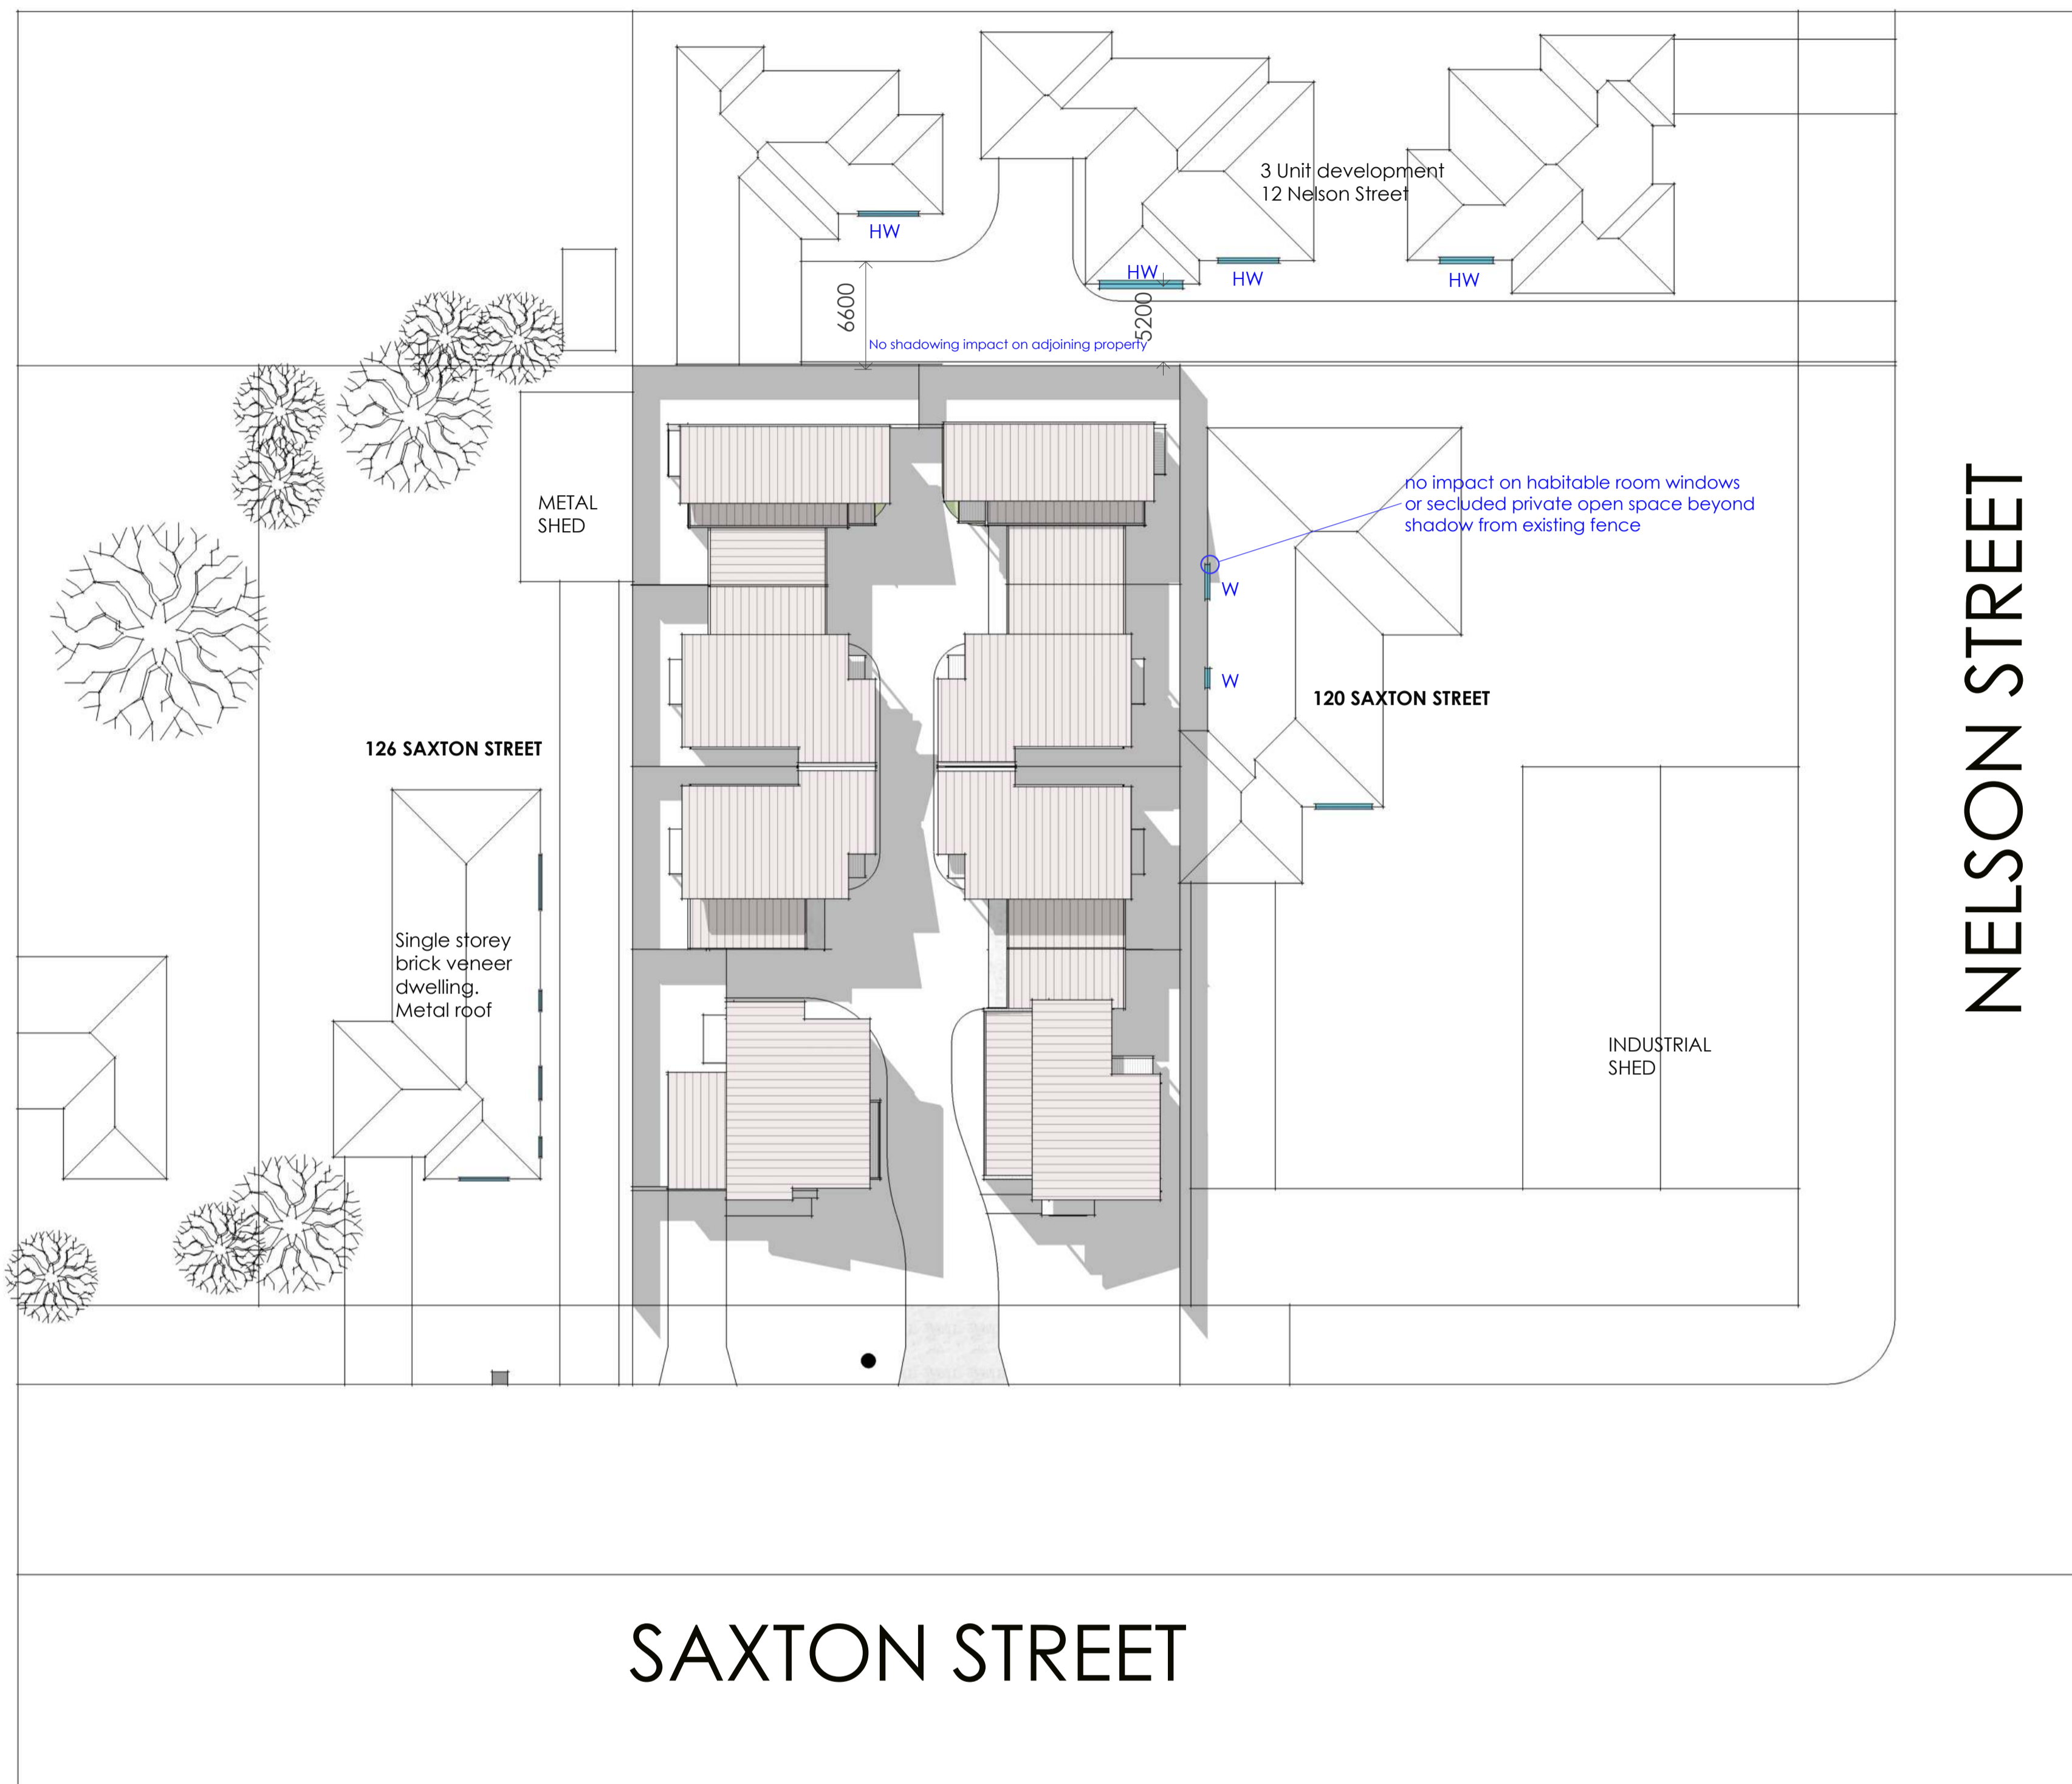 3 Unit development
12 Nelson Street
HW
HW
HW
HW
6600
5200
No shadowing impact on adjoining property
METAL
SHED
no impact on habitable room windows
or secluded private open space beyond
shadow from existing fence
W
W
120 SAXTON STREET
126 SAXTON STREET
Single storey
brick veneer
dwelling.
Metal roof
INDUSTRIAL
SHED
NELSON STREET
SAXTON STREET